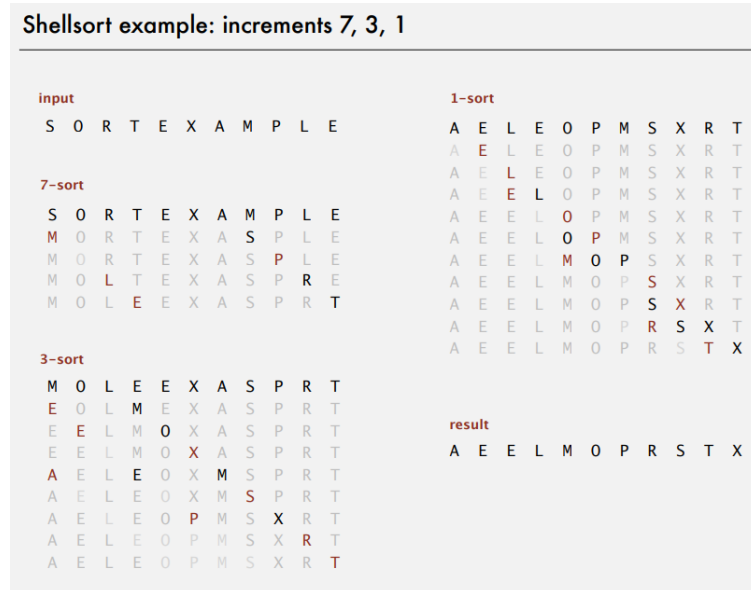 Shellsort example: increments 7, 3, 1
input
S O R T E X A M P L E
7-sort
S O R T E X A M P L E
M O R T E X A S P L E
M O R T E X A S P L E
M O L T E X A S P R E
M O L E E X A S P R T
3-sort
M O L E E X A S P R T
E O L M E X A S P R T
E E L M O X A S P R T
E E L M O X A S P R T
A E L E O X M S P R T
A E L E O X M S P R T
A E L E O P M S X R T
A E L E O P M S X R T
A E L E O P M S X R T
1-sort
A E L E O P M S X R T
A E L E O P M S X R T
A E L E O P M S X R T
A E E L O P M S X R T
A E E L O P M S X R T
A E E L O P M S X R T
A E E L M O P S X R T
A E E L M O P S X R T
A E E L M O P S X R T
A E E L M O P R S X T
A E E L M O P R S T X
result
A E E L M O P R S T X